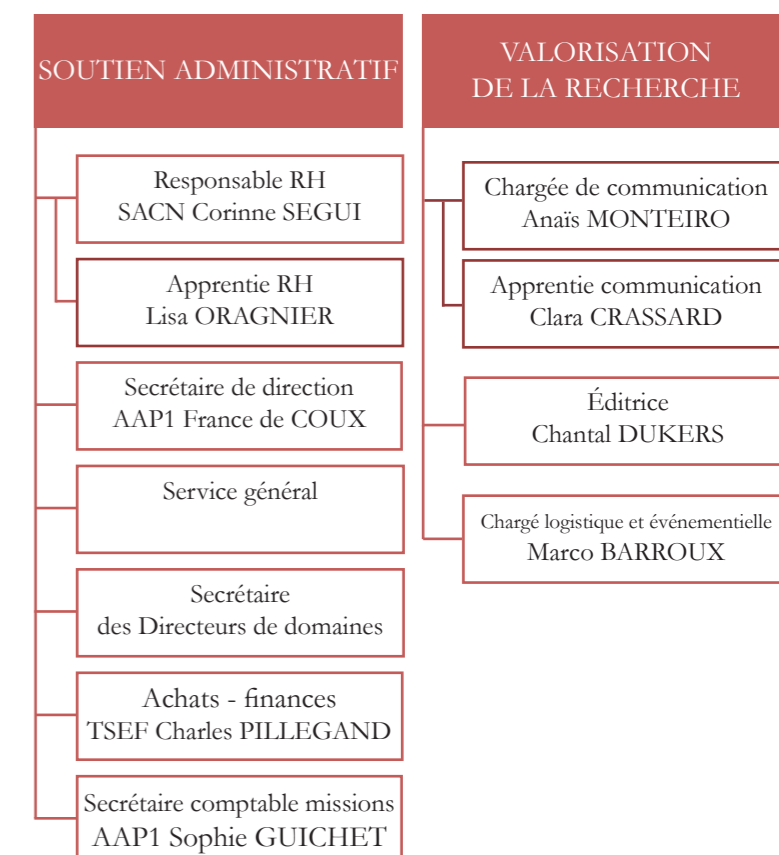 SOUTIEN ADMINISTRATIF
Responsable RH
SACN Corinne SEGUI
Apprentie RH
Lisa ORAGNIER
Secrétaire de direction
AAP1 France de COUX
Service général
Secrétaire
des Directeurs de domaines
Achats - finances
TSEF Charles PILLEGAND
Secrétaire comptable missions
AAP1 Sophie GUICHET
VALORISATION
DE LA RECHERCHE
Chargée de communication
Anaïs MONTEIRO
Apprentie communication
Clara CRASSARD
Éditrice
Chantal DUKERS
Chargé logistique et événementielle
Marco BARROUX